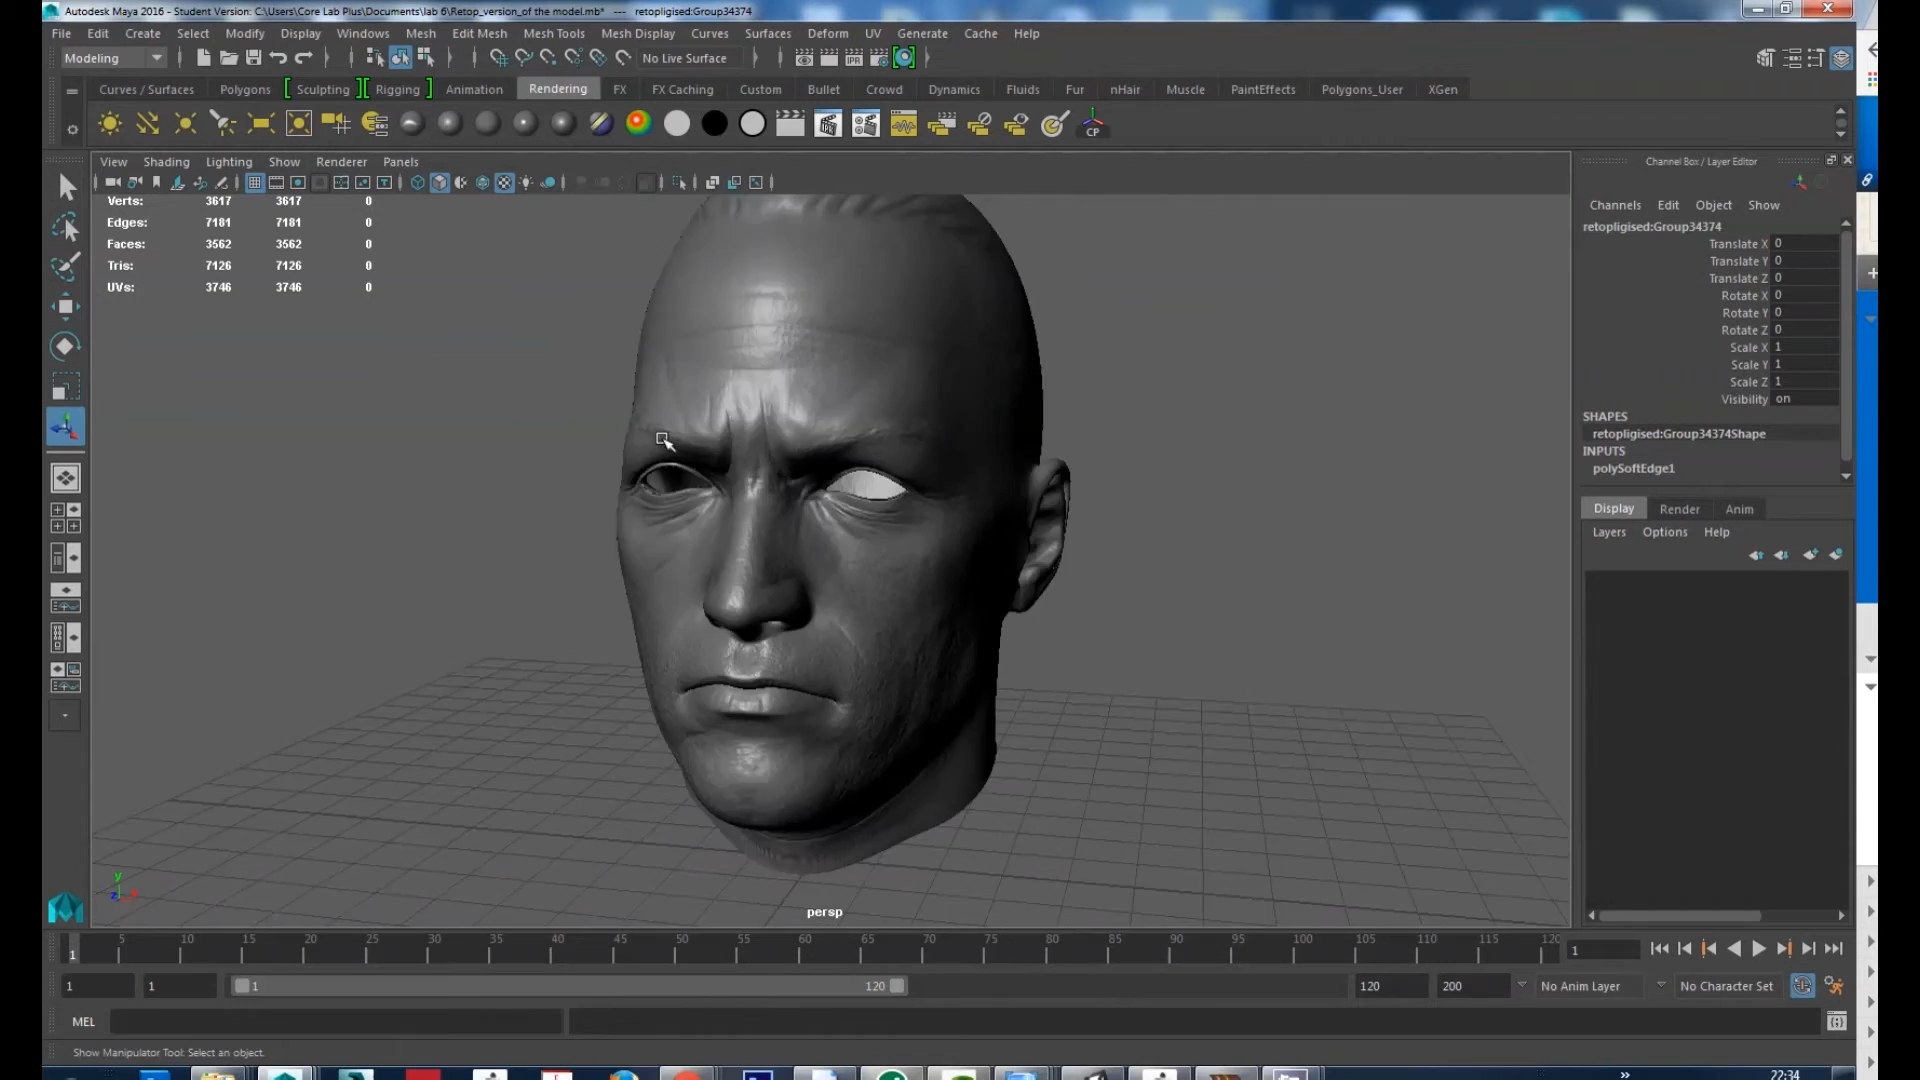 Autodesk Maya 2016 - Student Version: C:\Users\Core Lab Plus\Documents\lab 6\Retop_version_of the model.mb* --- retopligised:Group34374
File Edit Create Select Modify Display Windows Mesh Edit Mesh Mesh Tools Mesh Display Curves Surfaces Deform UV Generate Cache Help
Modeling No Live Surface
Curves / Surfaces Polygons Sculpting Rigging Animation Rendering FX FX Caching Custom Bullet Crowd Dynamics Fluids Fur nHair Muscle PaintEffects Polygons_User XGen
IPR
CP
View Shading Lighting Show Renderer Panels
Verts: 3617 3617 0
Edges: 7181 7181 0
Faces: 3562 3562 0
Tris: 7126 7126 0
UVs: 3746 3746 0
y
persp
Channel Box / Layer Editor
Channels Edit Object Show
retopligised:Group34374
Translate X 0
Translate Y 0
Translate Z 0
Rotate X 0
Rotate Y 0
Rotate Z 0
Scale X 1
Scale Y 1
Scale Z 1
Visibility on
SHAPES
retopligised:Group34374Shape
INPUTS
polySoftEdge1
Display Render Anim
Layers Options Help
1 5 10 15 20 25 30 35 40 45 50 55 60 65 70 75 80 85 90 95 100 105 110 115 120 1
1 1 1 120 120 200 No Anim Layer No Character Set
MEL
Show Manipulator Tool: Select an object.
22:34